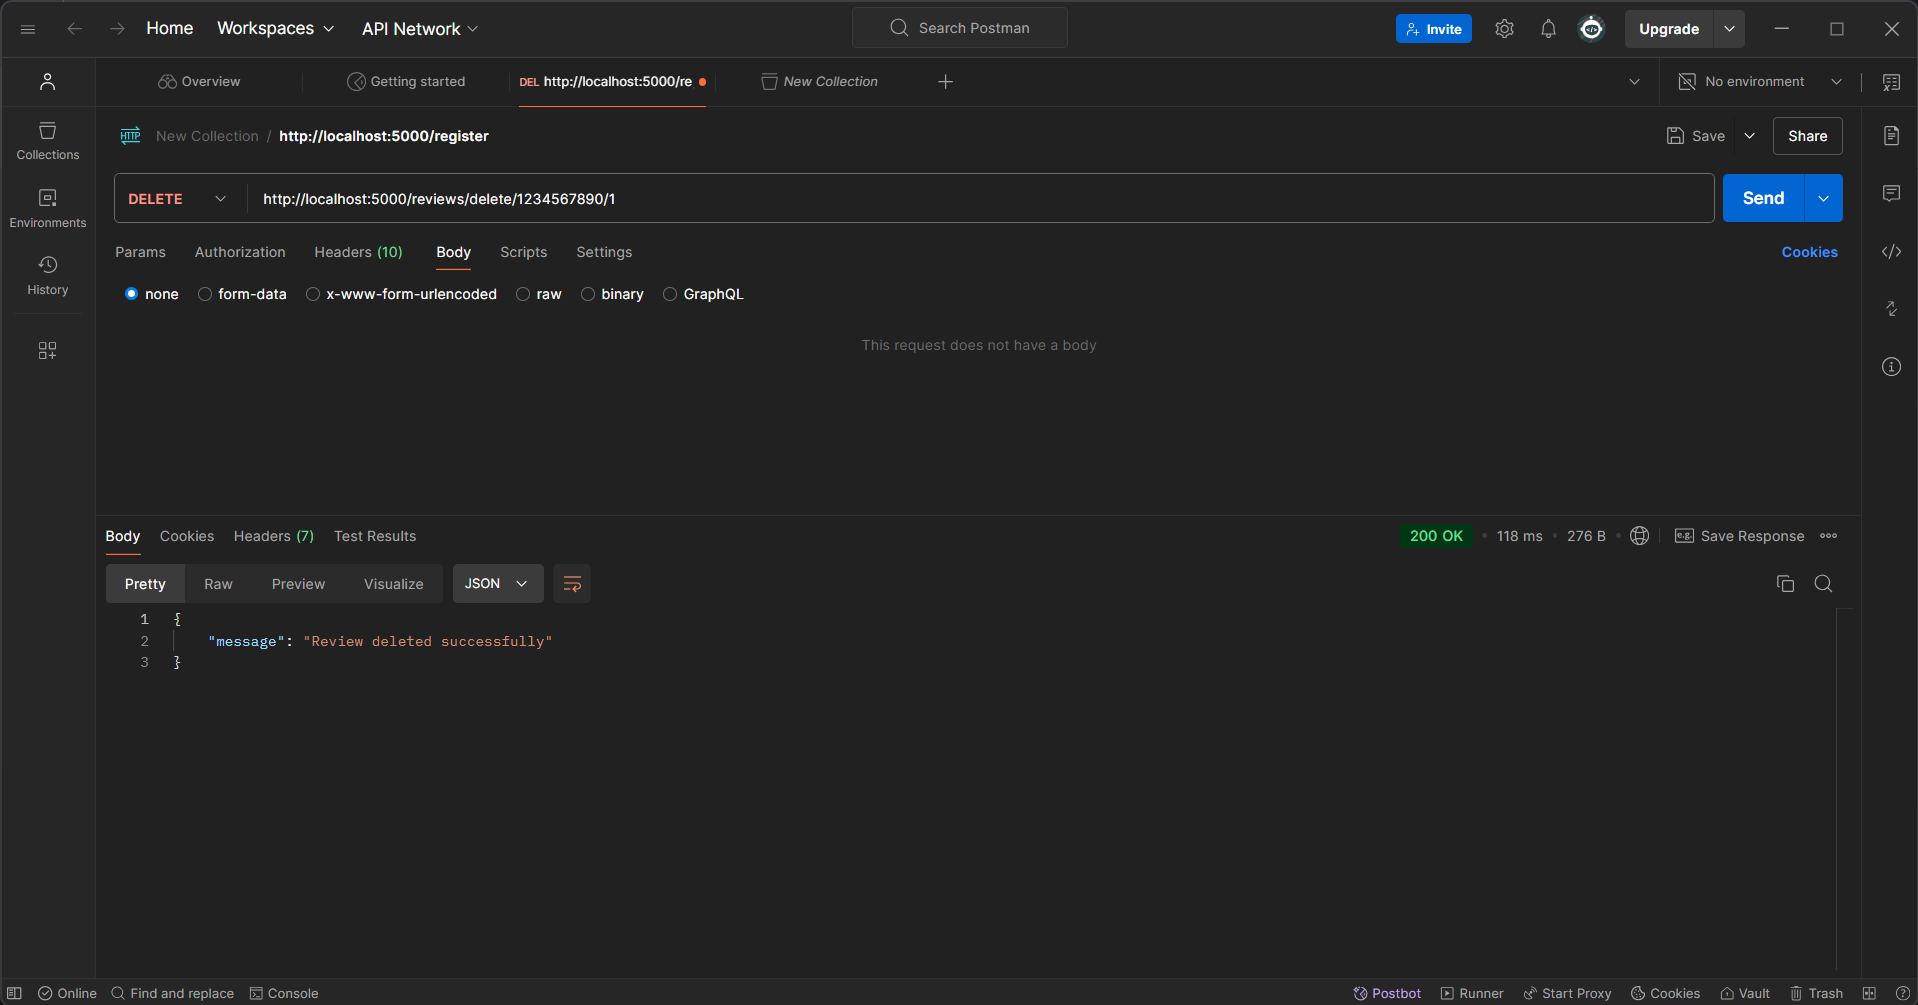 Home Workspaces API Network Search Postman Invite Upgrade
Overview Getting started DEL http://localhost:5000/re New Collection No environment
HTTP New Collection / http://localhost:5000/register Save Share
Collections
Environments
History
DELETE http://localhost:5000/reviews/delete/1234567890/1 Send
Params Authorization Headers (10) Body Scripts Settings Cookies
none form-data x-www-form-urlencoded raw binary GraphQL
This request does not have a body
Body Cookies Headers (7) Test Results 200 OK • 118 ms • 276 B • e.g. Save Response
Pretty Raw Preview Visualize JSON
1 {
2 "message": "Review deleted successfully"
3 }
Online Find and replace Console Postbot Runner Start Proxy Cookies Vault Trash